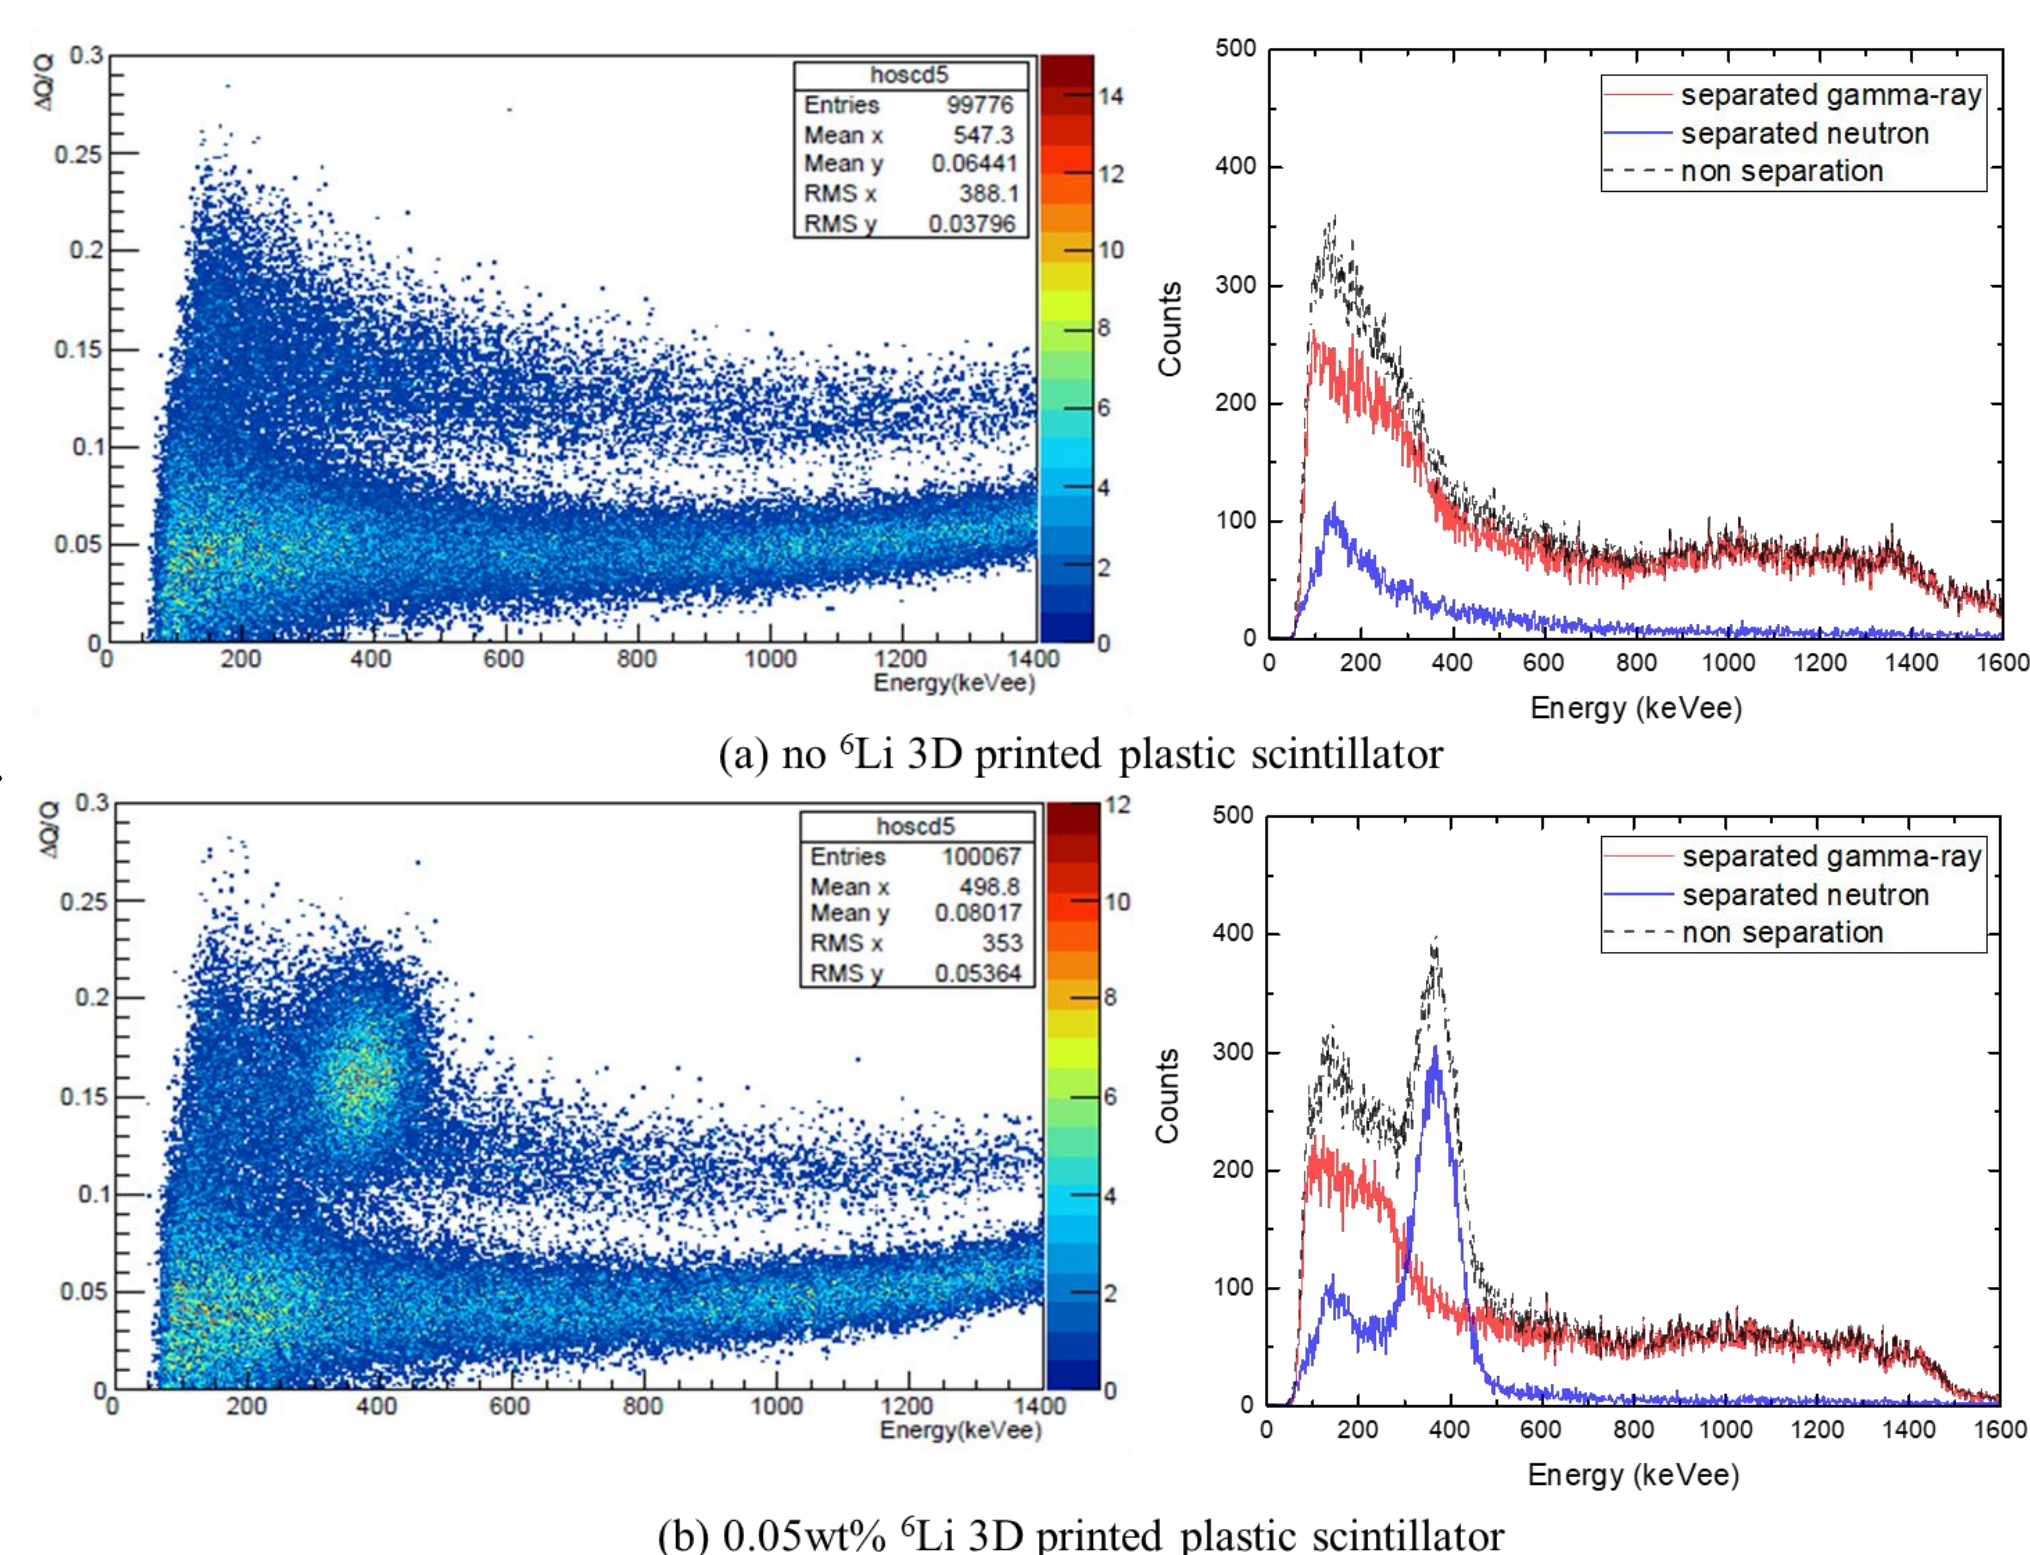 ΔQ/Q
0.3
0.25
0.2
0.15
0.1
0.05
0
0 200 400 600 800 1000 1200 1400
Energy(keVee)
hoscd5
Entries 99776
Mean x 547.3
Mean y 0.06441
RMS x 388.1
RMS y 0.03796
14
12
10
8
6
4
2
0
Counts
500
400
300
200
100
0
0 200 400 600 800 1000 1200 1400 1600
Energy (keVee)
separated gamma-ray
separated neutron
non separation
(a) no ⁶Li 3D printed plastic scintillator
ΔQ/Q
0.3
0.25
0.2
0.15
0.1
0.05
0
0 200 400 600 800 1000 1200 1400
Energy(keVee)
hoscd5
Entries 100067
Mean x 498.8
Mean y 0.08017
RMS x 353
RMS y 0.05364
12
10
8
6
4
2
0
Counts
500
400
300
200
100
0
0 200 400 600 800 1000 1200 1400 1600
Energy (keVee)
separated gamma-ray
separated neutron
non separation
(b) 0.05wt% ⁶Li 3D printed plastic scintillator